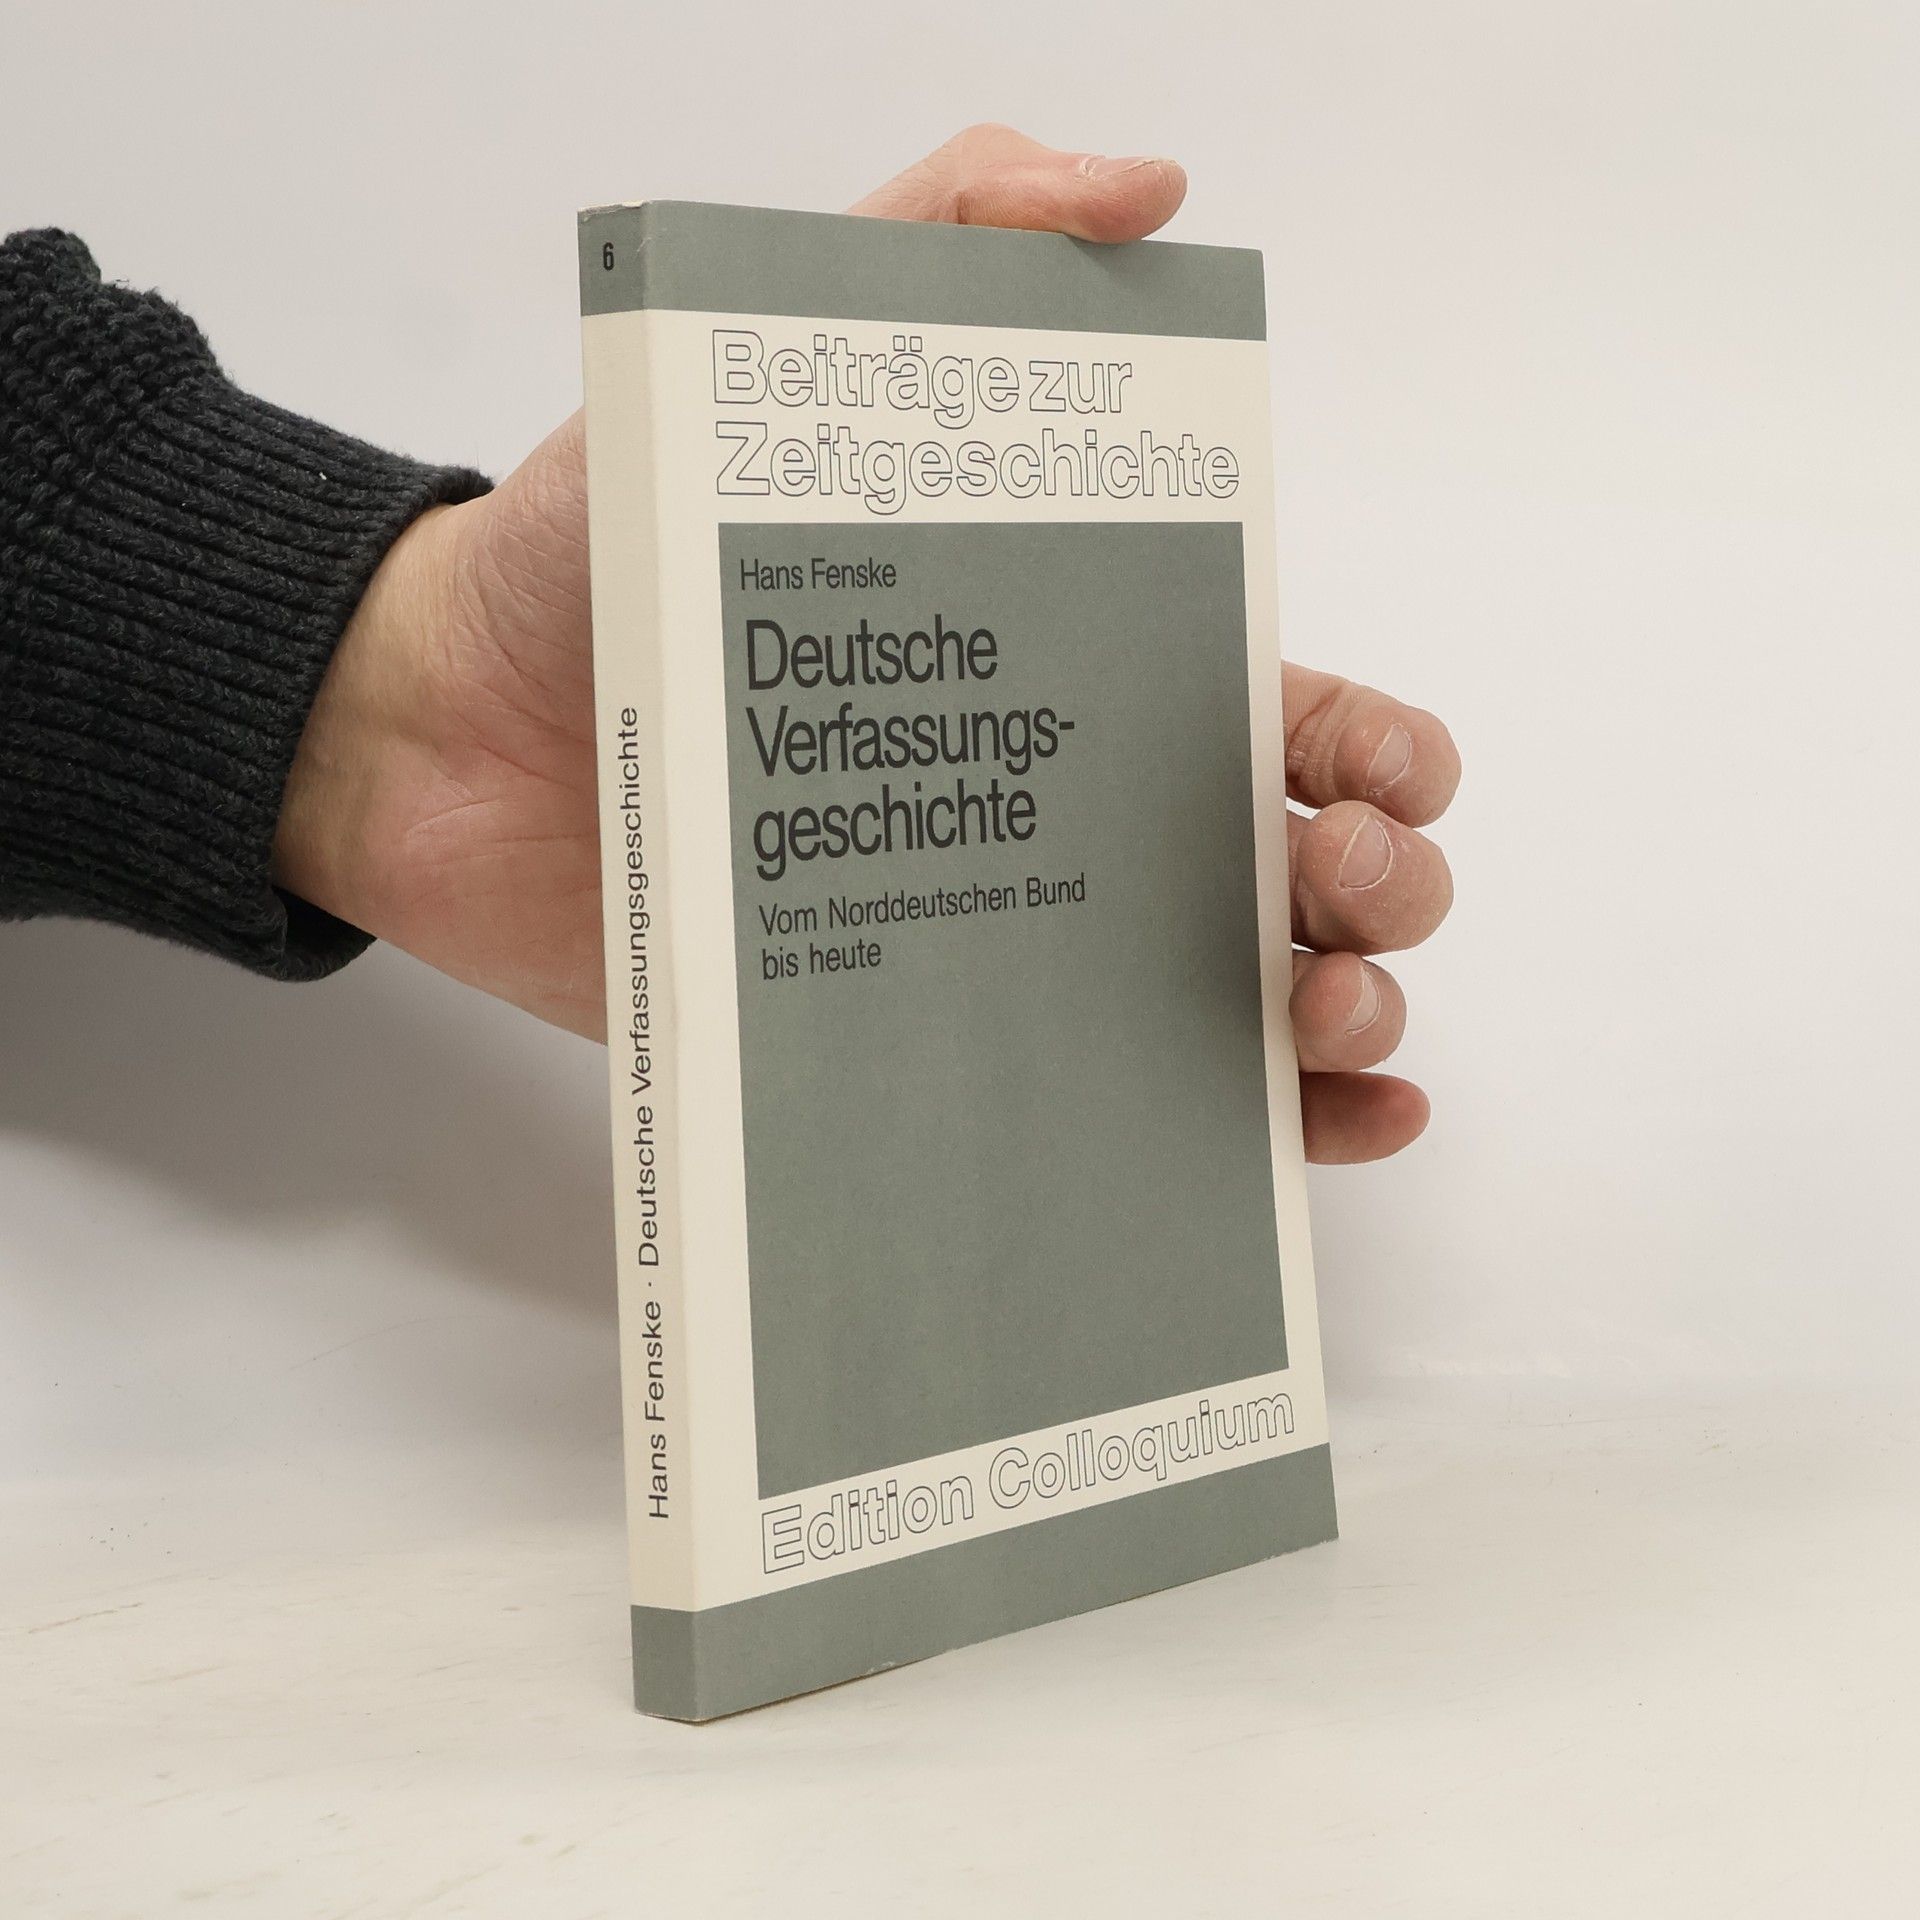 6
Hans Fenske · Deutsche Verfassungsgeschichte
Beiträge zur
Zeitgeschichte
Hans Fenske
Deutsche
Verfassungs-
geschichte
Vom Norddeutschen Bund
bis heute
Edition Colloquium